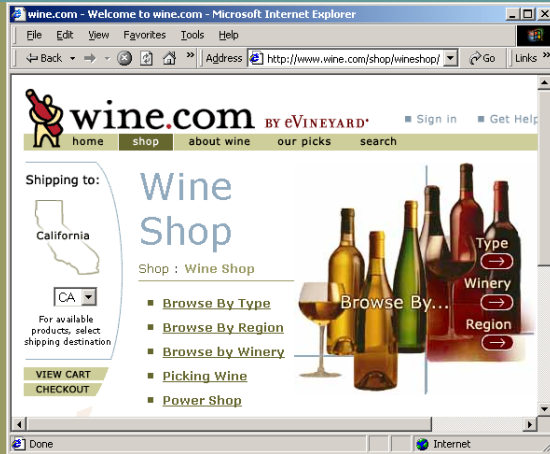 wine.com - Welcome to wine.com - Microsoft Internet Explorer
File Edit View Favorites Tools Help
Back Address http://www.wine.com/shop/wineshop/ Go Links »
wine.com BY eVINEYARD
Sign in Get Help
home shop about wine our picks search
Shipping to:
California
CA
For available
products, select
shipping destination
VIEW CART
CHECKOUT
Wine
Shop
Shop : Wine Shop
Browse By Type
Browse By Region
Browse by Winery
Picking Wine
Power Shop
Browse By...
Type
Winery
Region
Done Internet